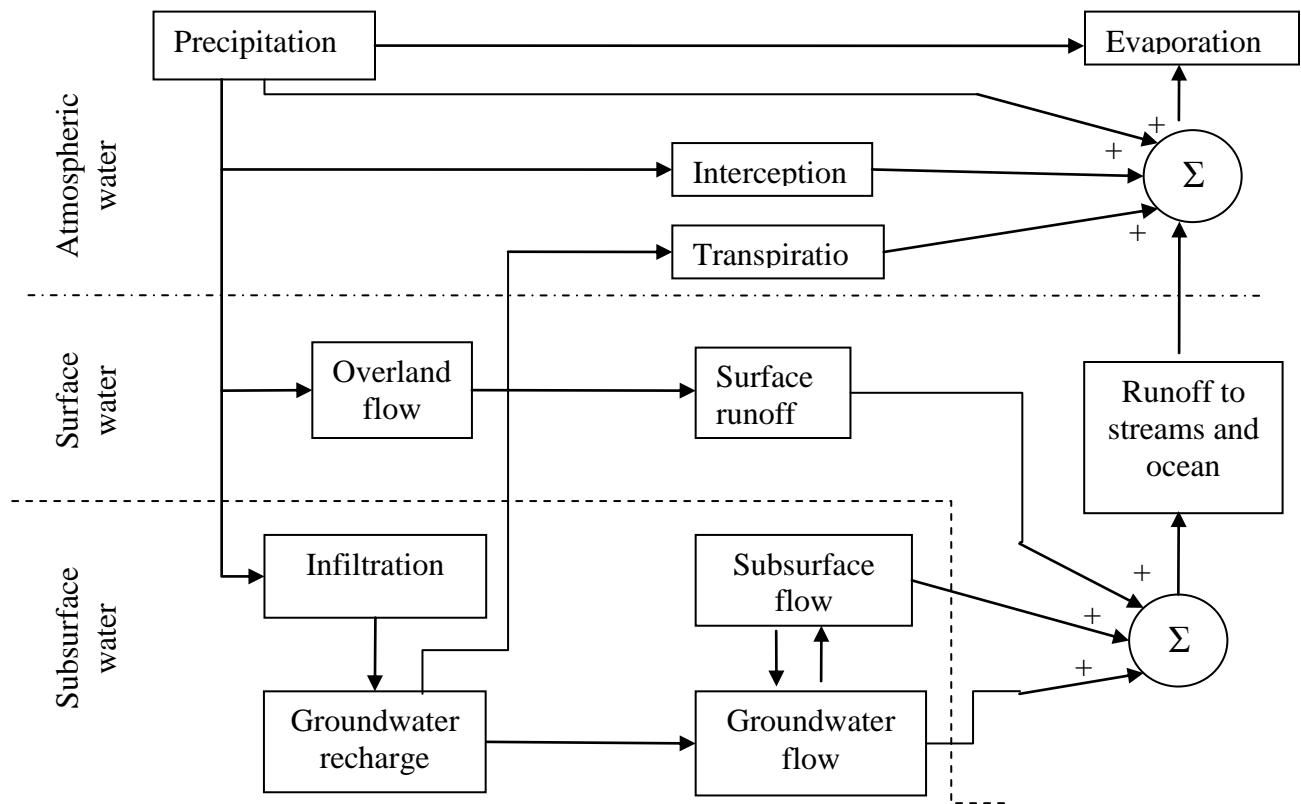 Precipitation
Evaporation
Atmospheric
water
+
+
Interception
Σ
+
Transpiratio
Surface
water
Overland
flow
Surface
runoff
Runoff to
streams and
ocean
Subsurface
water
Infiltration
Subsurface
flow
+
+
Σ
+
Groundwater
recharge
Groundwater
flow